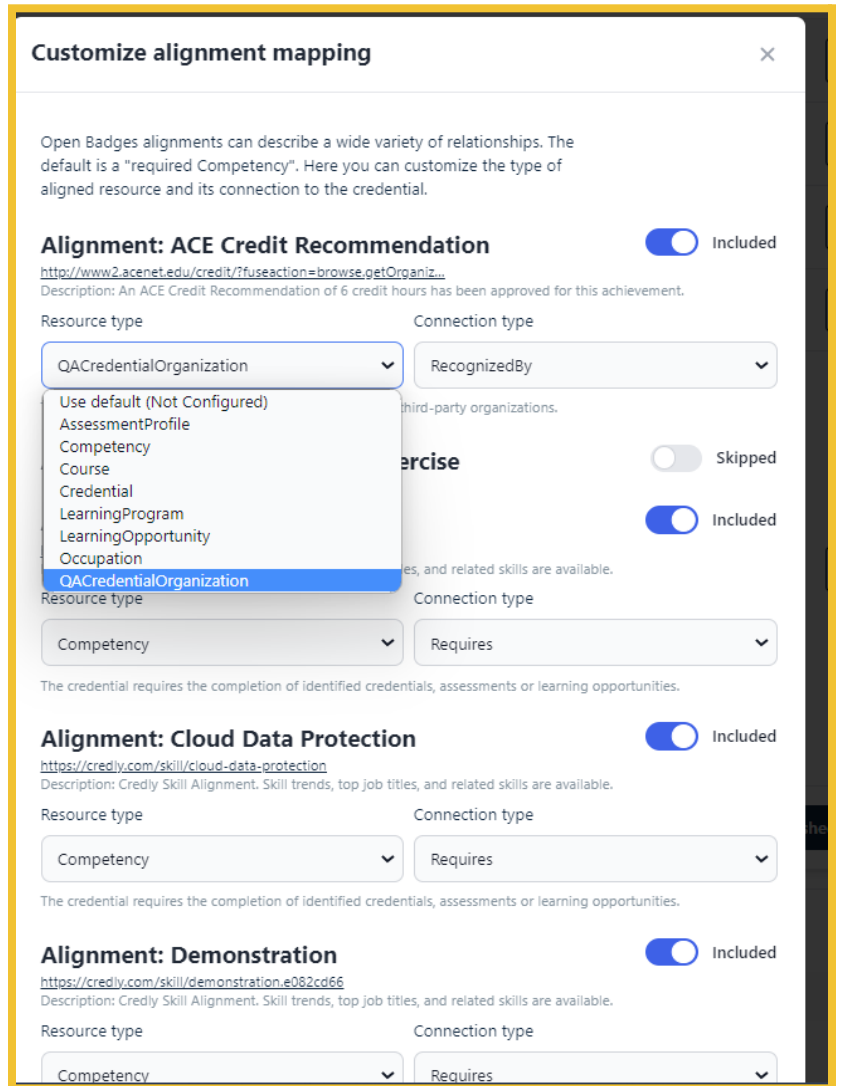 Customize alignment mapping
Open Badges alignments can describe a wide variety of relationships. The
default is a "required Competency". Here you can customize the type of
aligned resource and its connection to the credential.
Alignment: ACE Credit Recommendation
Included
http://www2.acenet.edu/credit/?fuseaction=browse.getOrganiz...
Description: An ACE Credit Recommendation of 6 credit hours has been approved for this achievement.
Resource type
Connection type
QACredentialOrganization
RecognizedBy
Use default (Not Configured)
AssessmentProfile
Competency
Course
Credential
LearningProgram
LearningOpportunity
Occupation
QACredentialOrganization
third-party organizations.
Skipped
Included
and related skills are available.
Resource type
Connection type
Competency
Requires
The credential requires the completion of identified credentials, assessments or learning opportunities.
Alignment: Cloud Data Protection
Included
https://credly.com/skill/cloud-data-protection
Description: Credly Skill Alignment. Skill trends, top job titles, and related skills are available.
Resource type
Connection type
Competency
Requires
The credential requires the completion of identified credentials, assessments or learning opportunities.
Alignment: Demonstration
Included
https://credly.com/skill/demonstration.e082cd66
Description: Credly Skill Alignment. Skill trends, top job titles, and related skills are available.
Resource type
Connection type
Competency
Requires